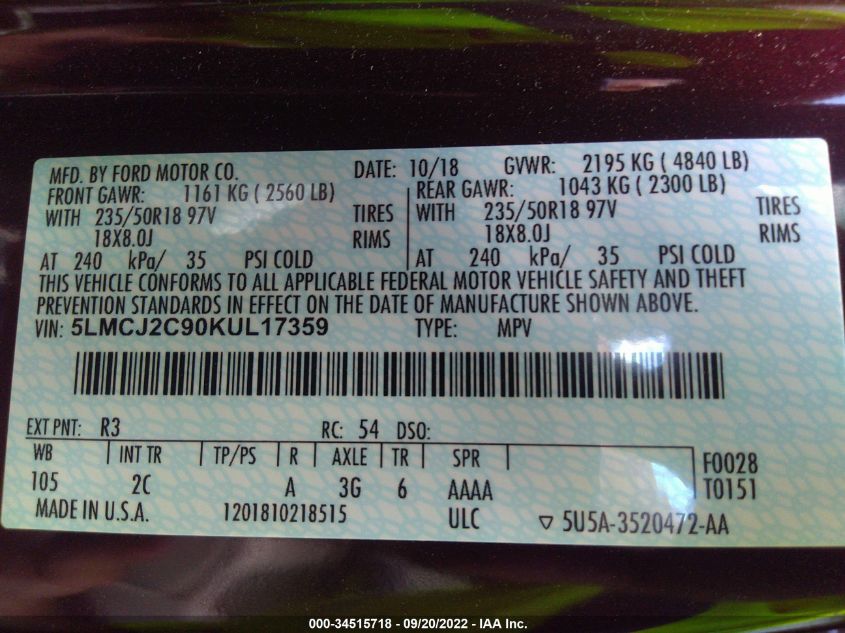 MFD. BY FORD MOTOR CO. DATE: 10/18 GVWR: 2195 KG ( 4840 LB)
FRONT GAWR: 1161 KG ( 2560 LB) REAR GAWR: 1043 KG ( 2300 LB)
WITH 235/50R18 97V TIRES WITH 235/50R18 97V TIRES
18X8.0J RIMS 18X8.0J RIMS
AT 240 kPa/ 35 PSI COLD AT 240 kPa/ 35 PSI COLD
THIS VEHICLE CONFORMS TO ALL APPLICABLE FEDERAL MOTOR VEHICLE SAFETY AND THEFT
PREVENTION STANDARDS IN EFFECT ON THE DATE OF MANUFACTURE SHOWN ABOVE.
VIN: 5LMCJ2C90KUL17359 TYPE: MPV
EXT PNT: R3 RC: 54 DSO:
WB INT TR TP/PS R AXLE TR SPR F0028
105 2C A 3G 6 AAAA T0151
MADE IN U.S.A. 1201810218515 ULC ▽ 5U5A-3520472-AA
000-34515718 - 09/20/2022 - IAA Inc.